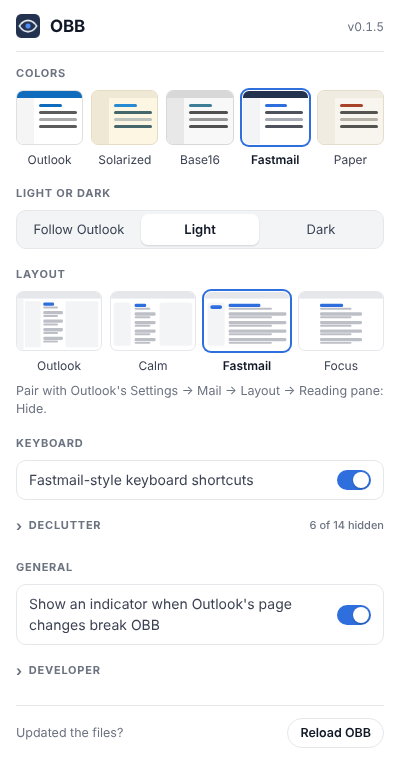 OBB
v0.1.5
COLORS
Outlook
Solarized
Base16
Fastmail
Paper
LIGHT OR DARK
Follow Outlook
Light
Dark
LAYOUT
Outlook
Calm
Fastmail
Focus
Pair with Outlook's Settings → Mail → Layout → Reading pane:
Hide.
KEYBOARD
Fastmail-style keyboard shortcuts
› DECLUTTER
6 of 14 hidden
GENERAL
Show an indicator when Outlook's page
changes break OBB
› DEVELOPER
Updated the files?
Reload OBB